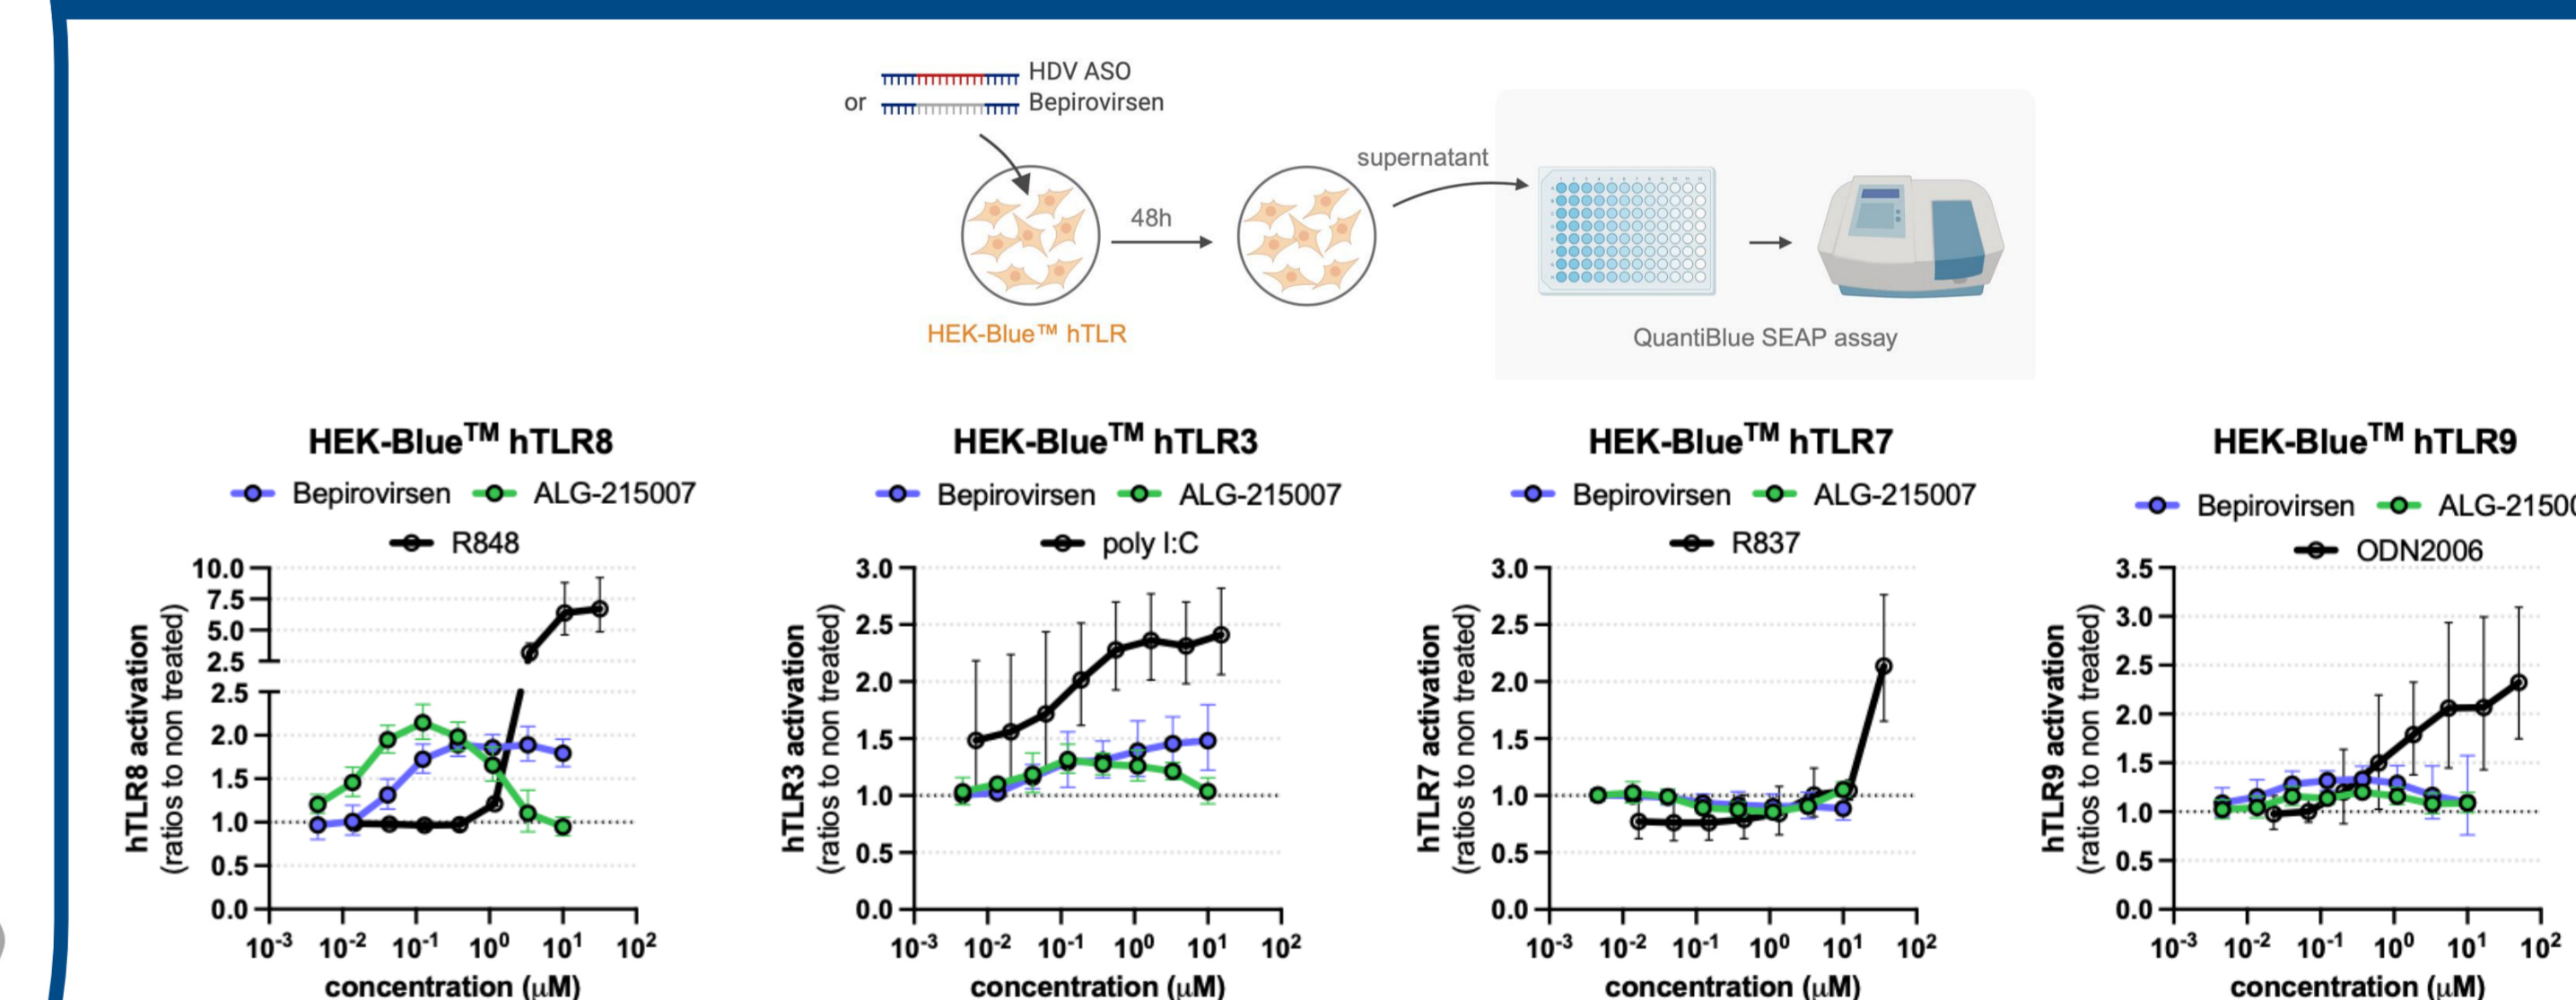 HDV ASO
or Bepirovirsen
supernatant
48h
HEK-Blue™ hTLR
QuantiBlue SEAP assay
HEK-Blue™ hTLR8
Bepirovirsen ALG-215007
R848
10.0
7.5
5.0
2.5
2.5
2.0
1.5
1.0
0.5
0.0
hTLR8 activation
(ratios to non treated)
10⁻³ 10⁻² 10⁻¹ 10⁰ 10¹ 10²
concentration (μM)
HEK-Blue™ hTLR3
Bepirovirsen ALG-215007
poly I:C
3.0
2.5
2.0
1.5
1.0
0.5
0.0
hTLR3 activation
(ratios to non treated)
10⁻³ 10⁻² 10⁻¹ 10⁰ 10¹ 10²
concentration (μM)
HEK-Blue™ hTLR7
Bepirovirsen ALG-215007
R837
3.0
2.5
2.0
1.5
1.0
0.5
0.0
hTLR7 activation
(ratios to non treated)
10⁻³ 10⁻² 10⁻¹ 10⁰ 10¹ 10²
concentration (μM)
HEK-Blue™ hTLR9
Bepirovirsen ALG-21500
ODN2006
3.5
3.0
2.5
2.0
1.5
1.0
0.5
0.0
hTLR9 activation
(ratios to non treated)
10⁻³ 10⁻² 10⁻¹ 10⁰ 10¹ 10²
concentration (μM)